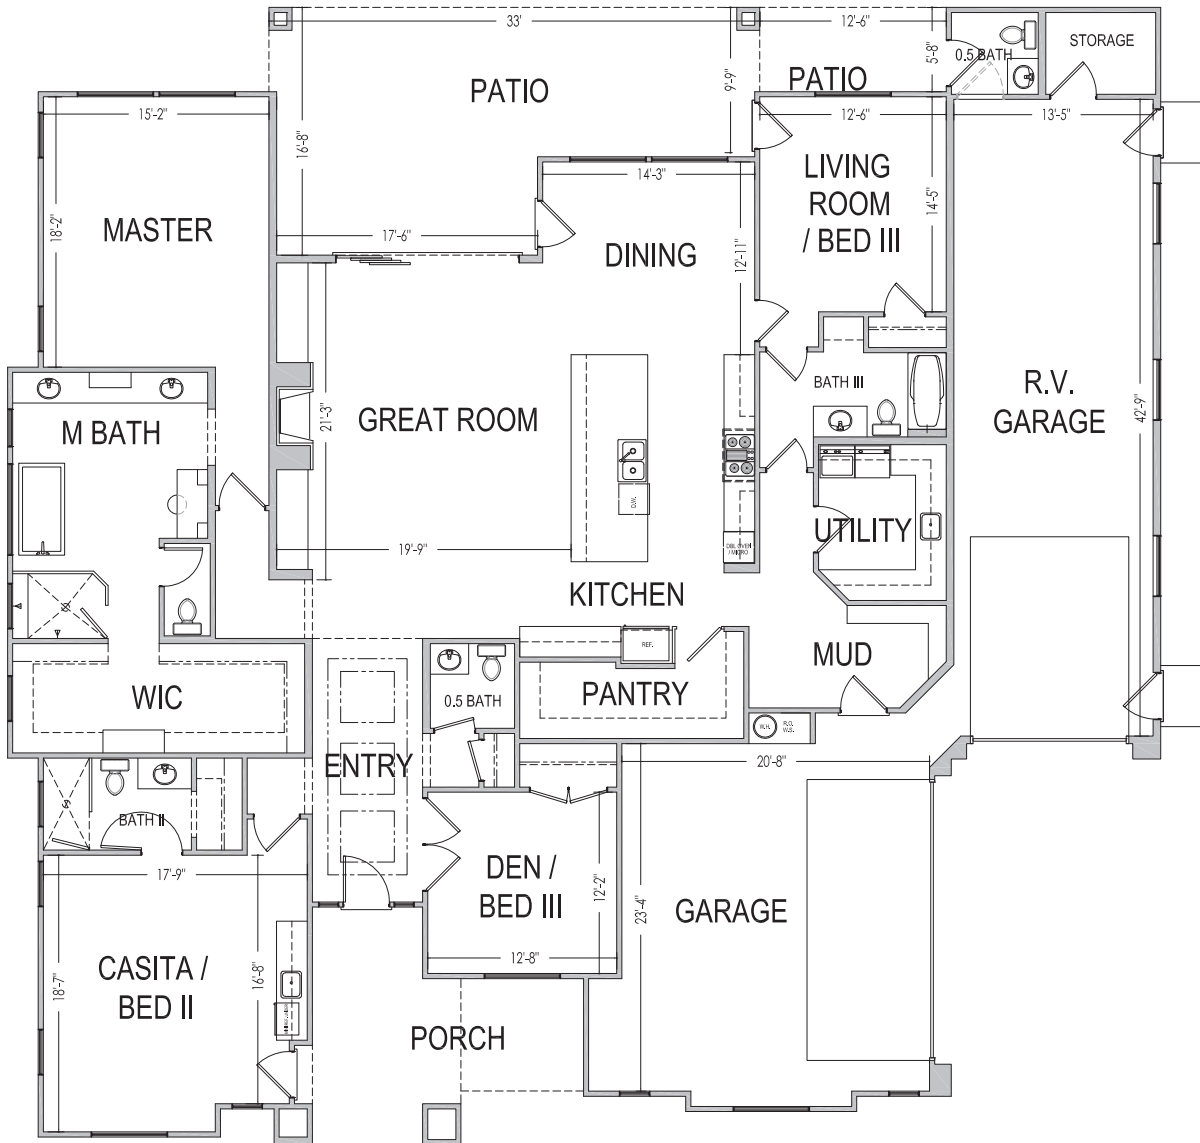 33'
12'-6"
PATIO
9'-9"
PATIO
5'-8"
0.5 BATH
STORAGE
15'-2"
16'-8"
12'-6"
13'-5"
14'-3"
LIVING
ROOM
/ BED III
14'-5"
MASTER
18'-2"
17'-6"
DINING
12'-11"
M BATH
GREAT ROOM
21'-3"
BATH III
R.V.
GARAGE
42'-9"
D.W.
DBL OVEN
/ MICRO
UTILITY
19'-9"
KITCHEN
REF.
MUD
WIC
0.5 BATH
PANTRY
W.H.
R.O.
W.S.
ENTRY
20'-8"
BATH II
17'-9"
DEN /
BED III
12'-2"
12'-8"
GARAGE
23'-4"
CASITA /
BED II
18'-7"
16'-8"
PORCH